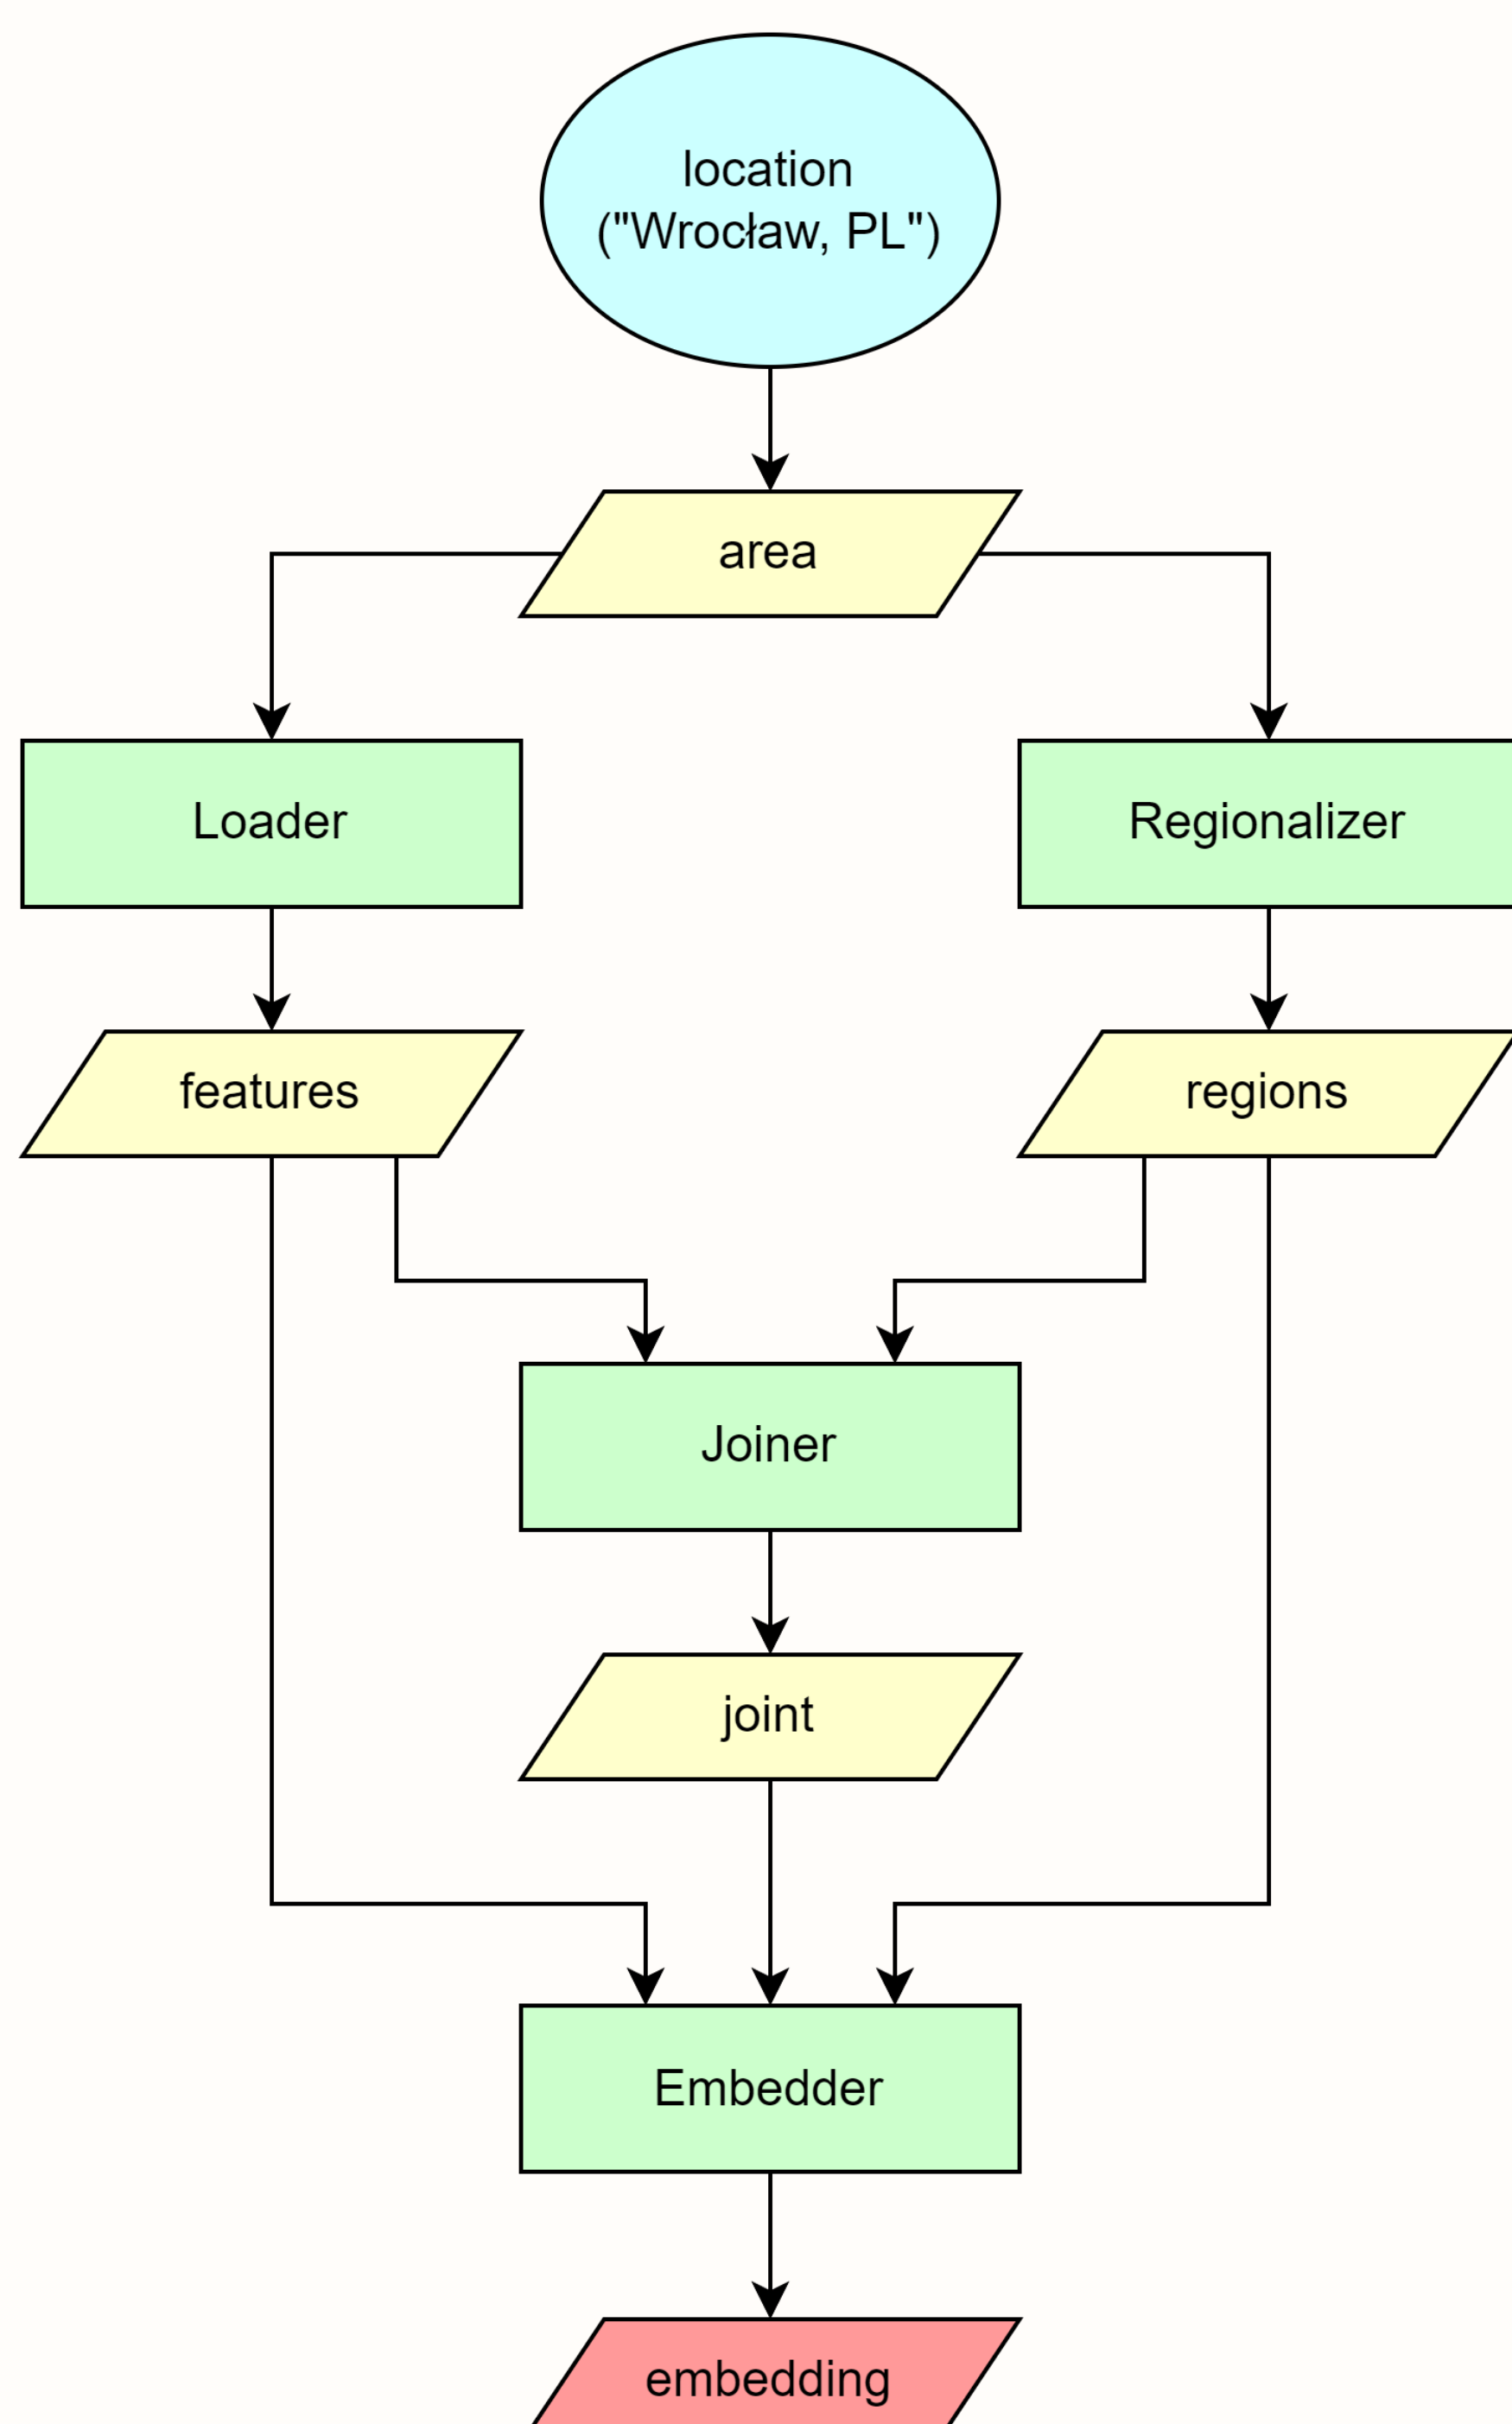 location
("Wrocław, PL")
area
Loader
Regionalizer
features
regions
Joiner
joint
Embedder
embedding